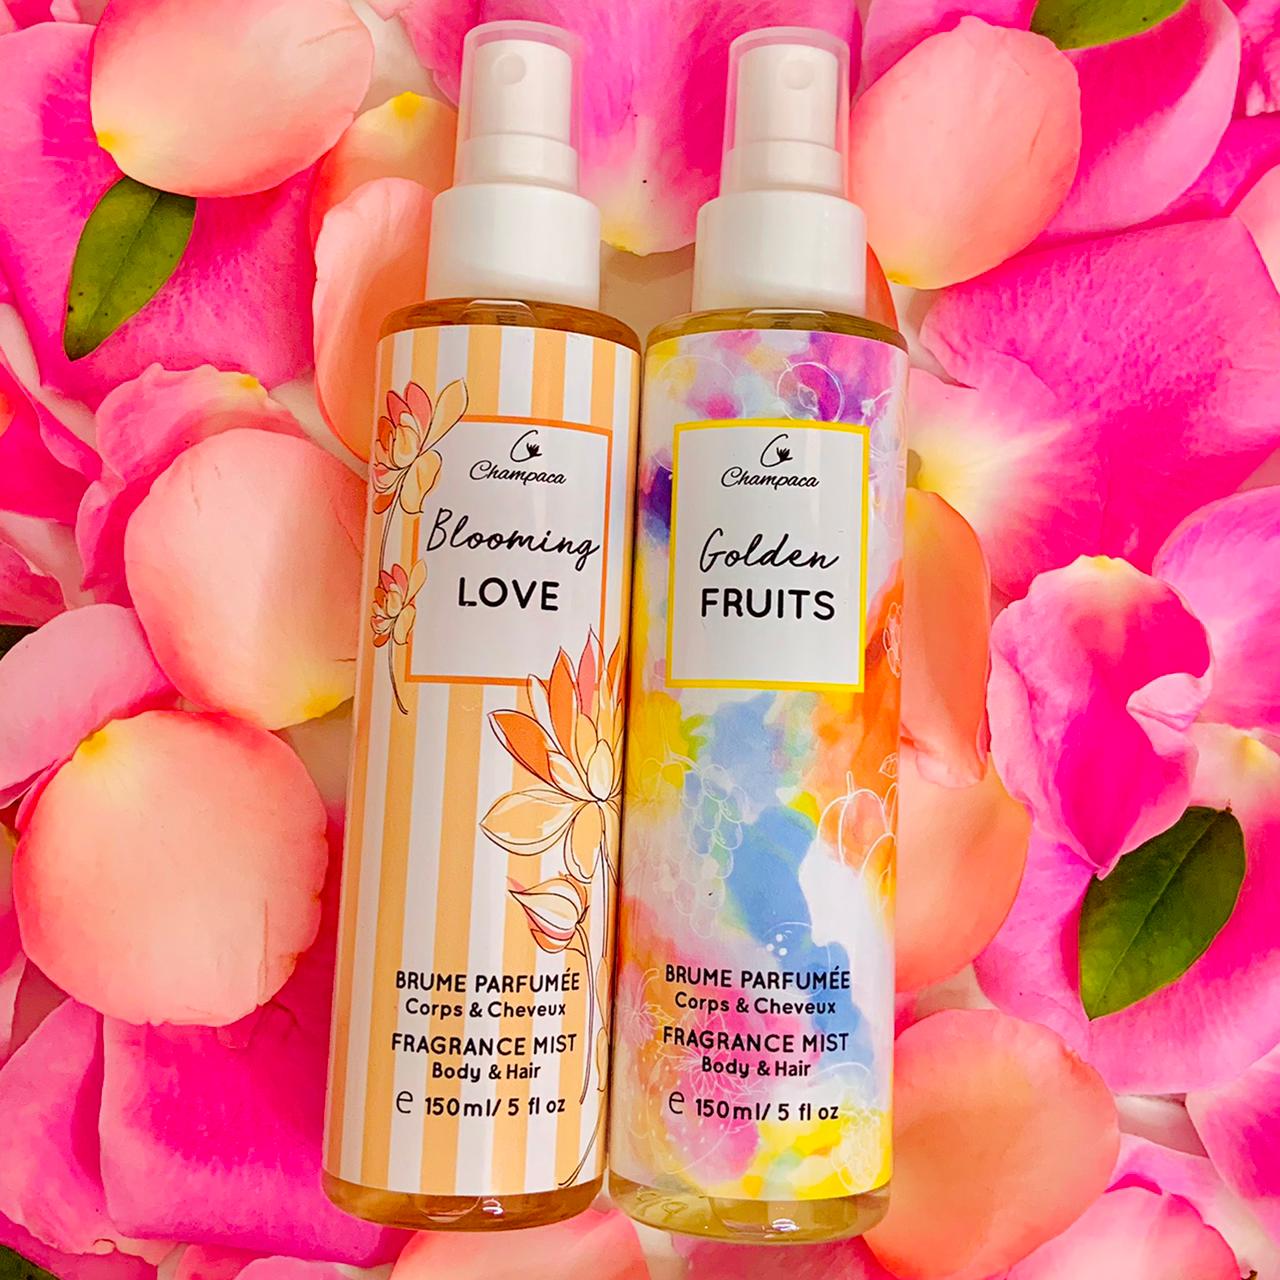 Champaca
Blooming
LOVE
BRUME PARFUMÉE
Corps & Cheveux
FRAGRANCE MIST
Body & Hair
℮ 150ml/ 5 fl oz
Champaca
Golden
FRUITS
BRUME PARFUMÉE
Corps & Cheveux
FRAGRANCE MIST
Body & Hair
℮ 150ml/ 5 fl oz